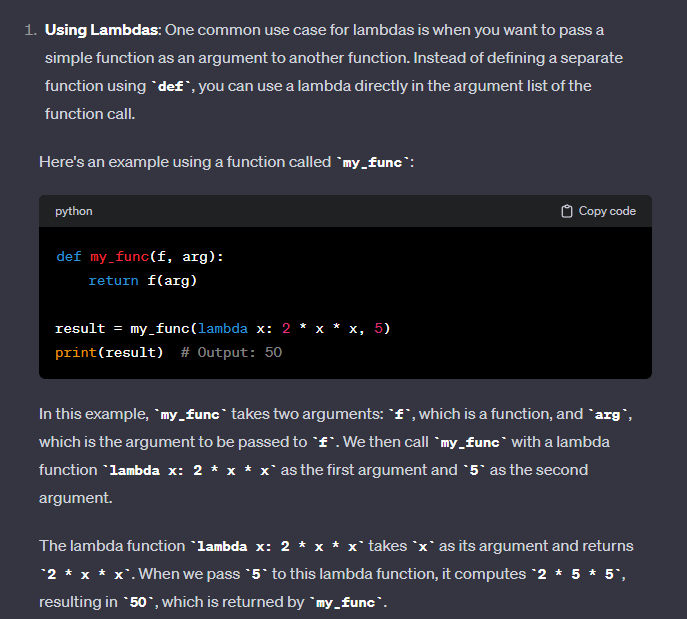 1. Using Lambdas: One common use case for lambdas is when you want to pass a
simple function as an argument to another function. Instead of defining a separate
function using `def`, you can use a lambda directly in the argument list of the
function call.
Here's an example using a function called `my_func`:
python Copy code
def my_func(f, arg):
    return f(arg)
result = my_func(lambda x: 2 * x * x, 5)
print(result)  # Output: 50
In this example, `my_func` takes two arguments: `f`, which is a function, and `arg`,
which is the argument to be passed to `f`. We then call `my_func` with a lambda
function `lambda x: 2 * x * x` as the first argument and `5` as the second
argument.
The lambda function `lambda x: 2 * x * x` takes `x` as its argument and returns
`2 * x * x`. When we pass `5` to this lambda function, it computes `2 * 5 * 5`,
resulting in `50`, which is returned by `my_func`.